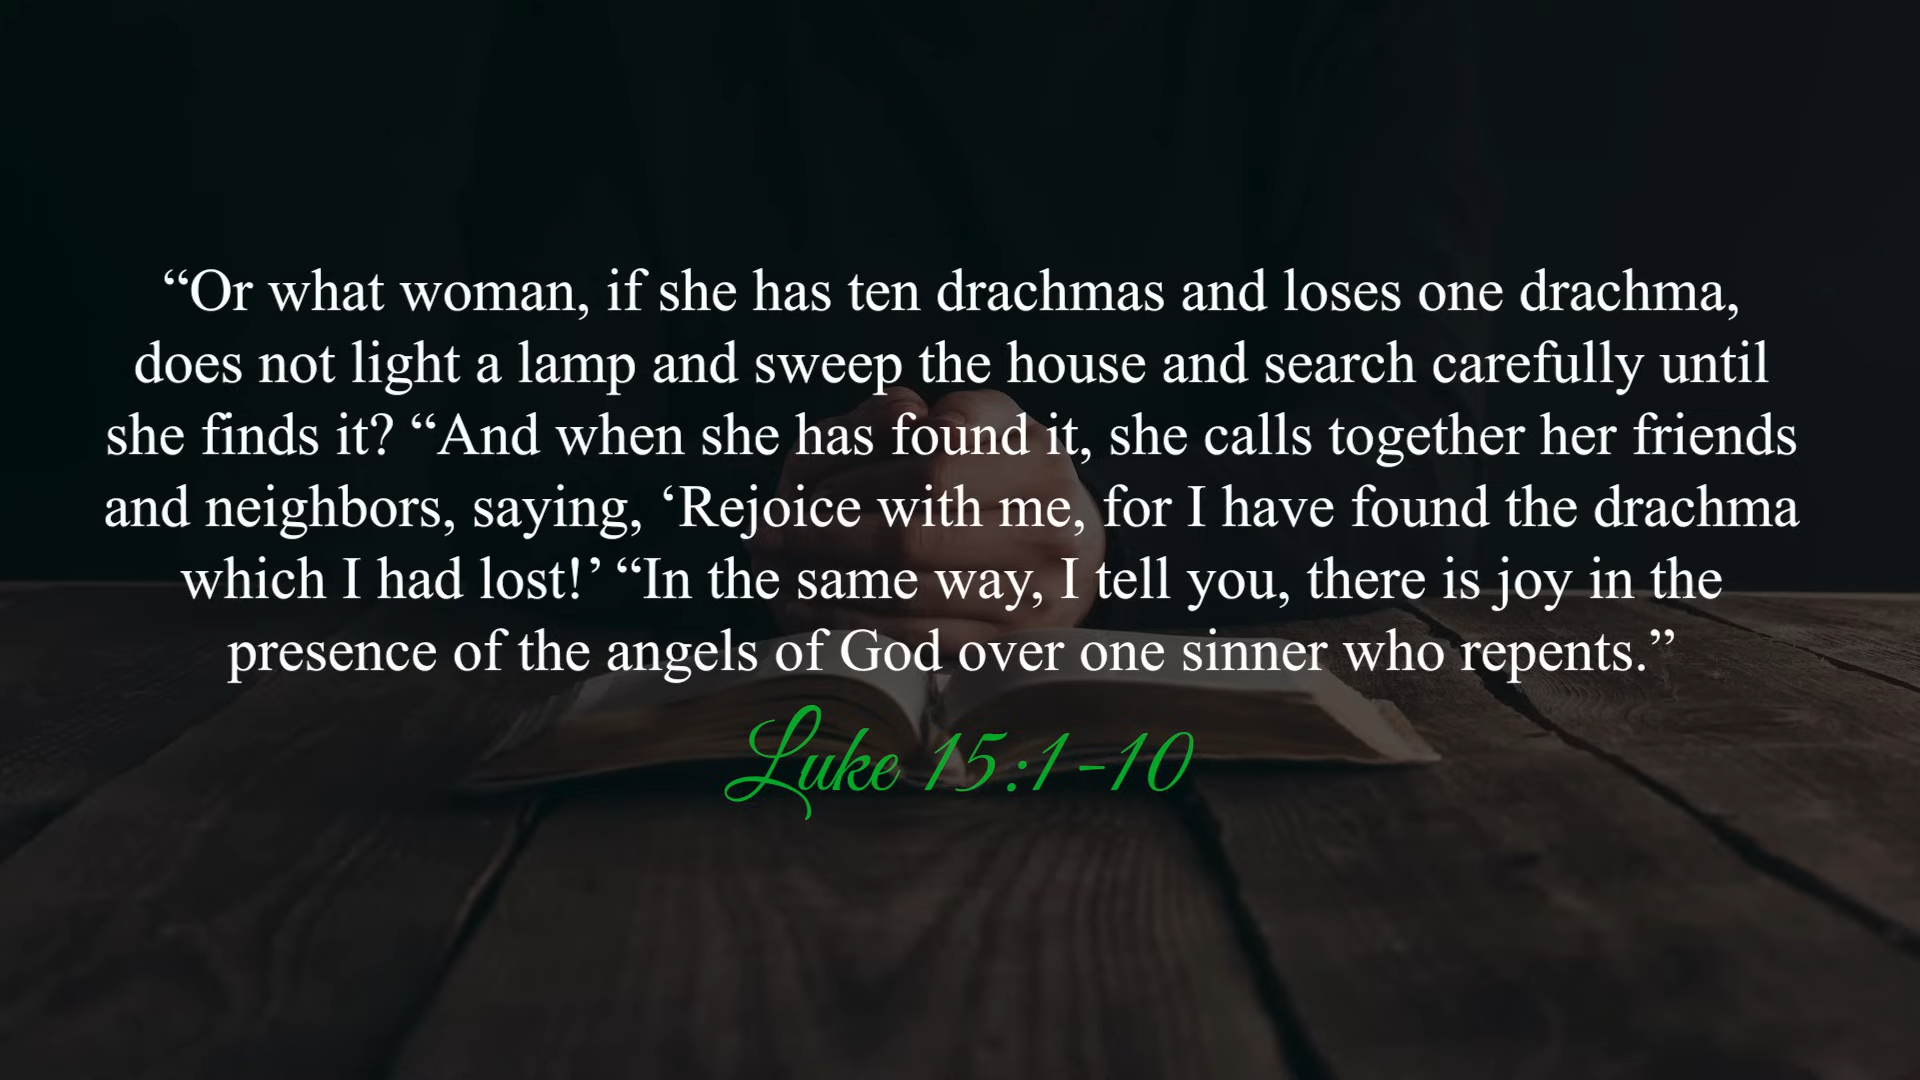 “Or what woman, if she has ten drachmas and loses one drachma,
does not light a lamp and sweep the house and search carefully until
she finds it? “And when she has found it, she calls together her friends
and neighbors, saying, ‘Rejoice with me, for I have found the drachma
which I had lost!’ “In the same way, I tell you, there is joy in the
presence of the angels of God over one sinner who repents.”
Luke 15:1-10